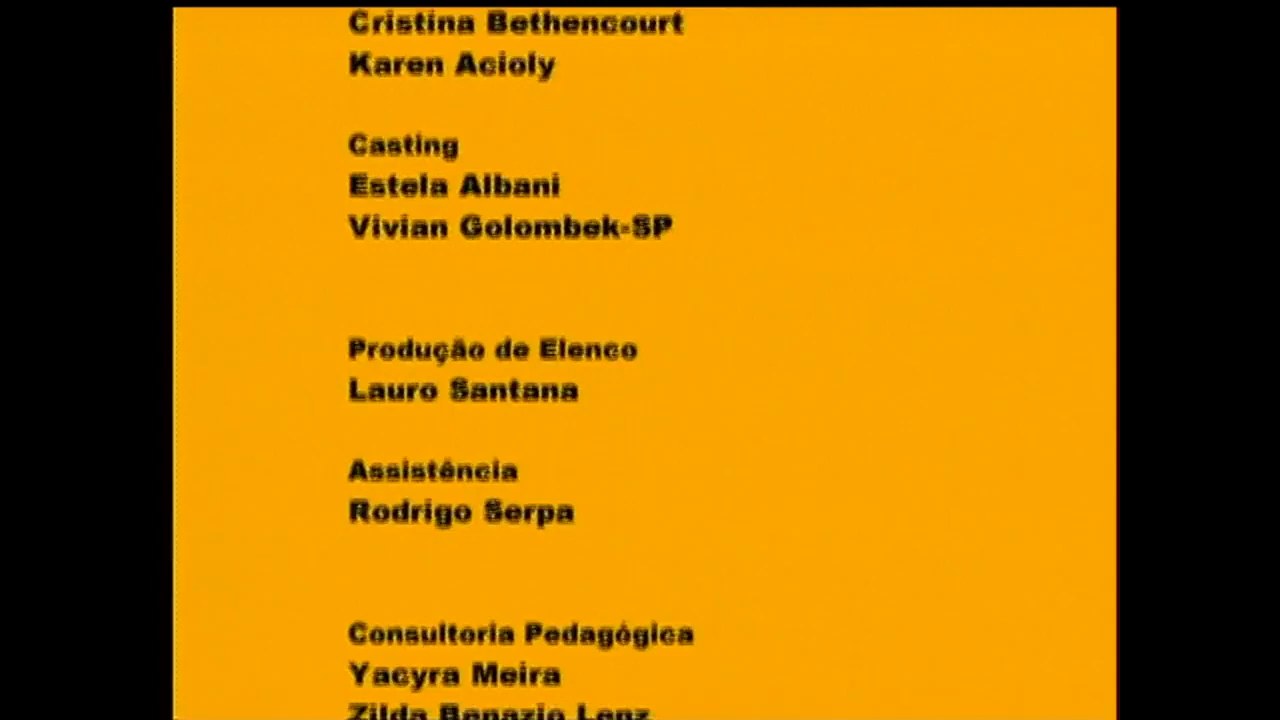 Cristina Bethencourt
Karen Acioly
Casting
Estela Albani
Vivian Golombek-SP
Produção de Elenco
Lauro Santana
Assistência
Rodrigo Serpa
Consultoria Pedagógica
Yacyra Meira
Zilda